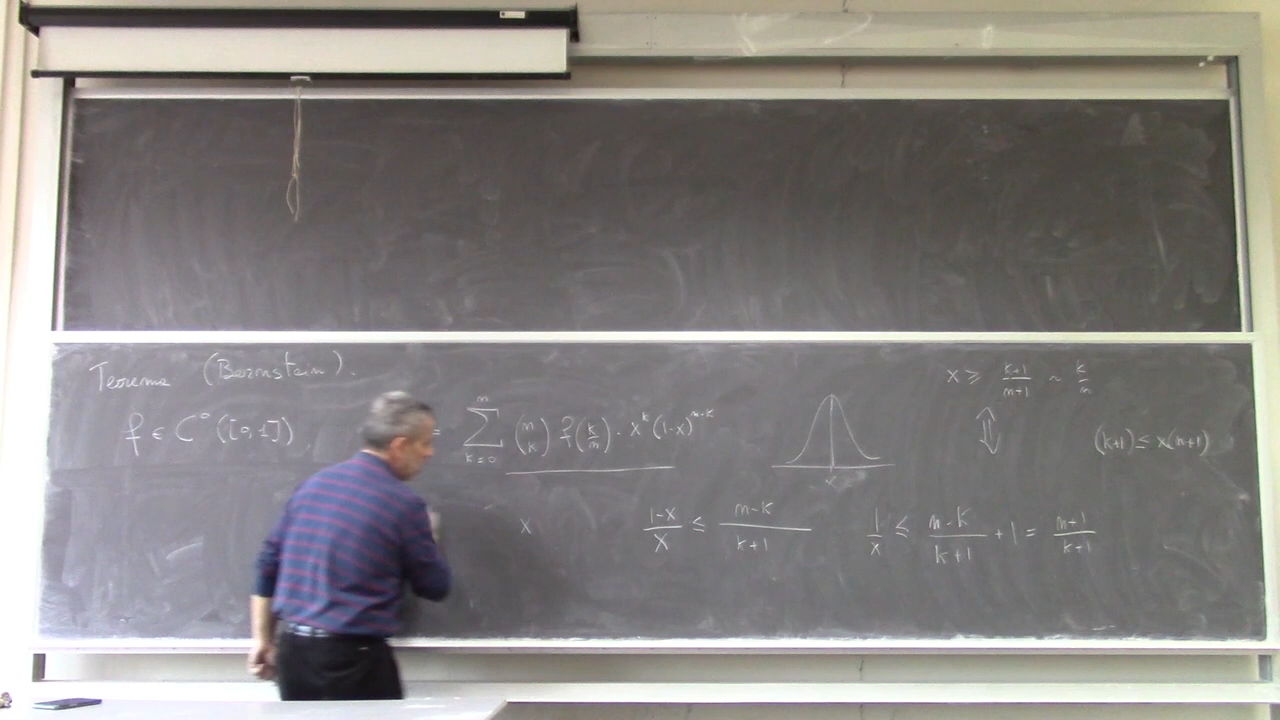 Teorema (Bernstein).
x ≥ (k+1)/(n+1) ~ k/n
f ∈ C⁰([0,1]) = ∑_{k=0}^{n} (n k) f(k/n) · x^k (1-x)^{n-k}
⇕ (k+1) ≤ x(n+1)
x
x (1-x)/x ≤ (n-k)/(k+1) 1/x ≤ (n-k)/(k+1) + 1 = (n+1)/(k+1)